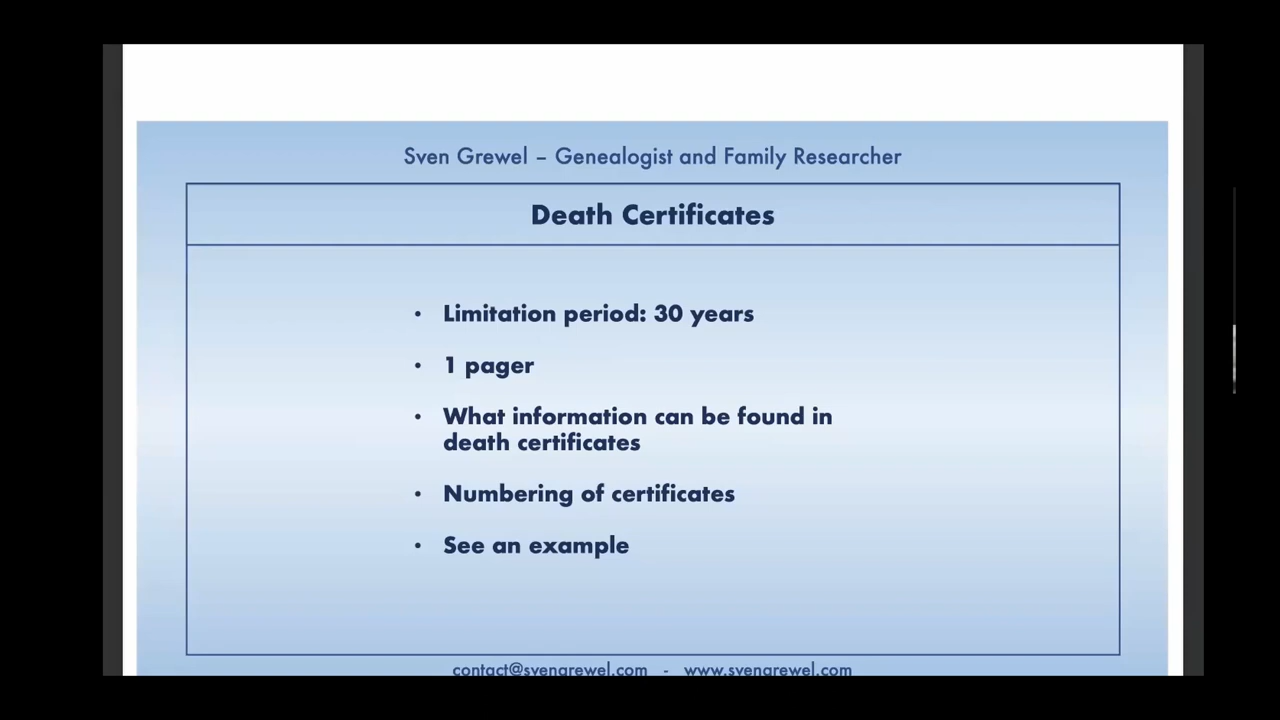 Sven Grewel – Genealogist and Family Researcher
Death Certificates
• Limitation period: 30 years
• 1 pager
• What information can be found in
death certificates
• Numbering of certificates
• See an example
contact@svengrewel.com - www.svengrewel.com